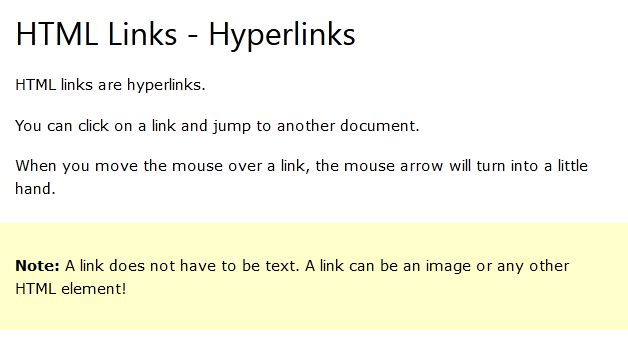 HTML Links - Hyperlinks
HTML links are hyperlinks.
You can click on a link and jump to another document.
When you move the mouse over a link, the mouse arrow will turn into a little
hand.
Note: A link does not have to be text. A link can be an image or any other
HTML element!